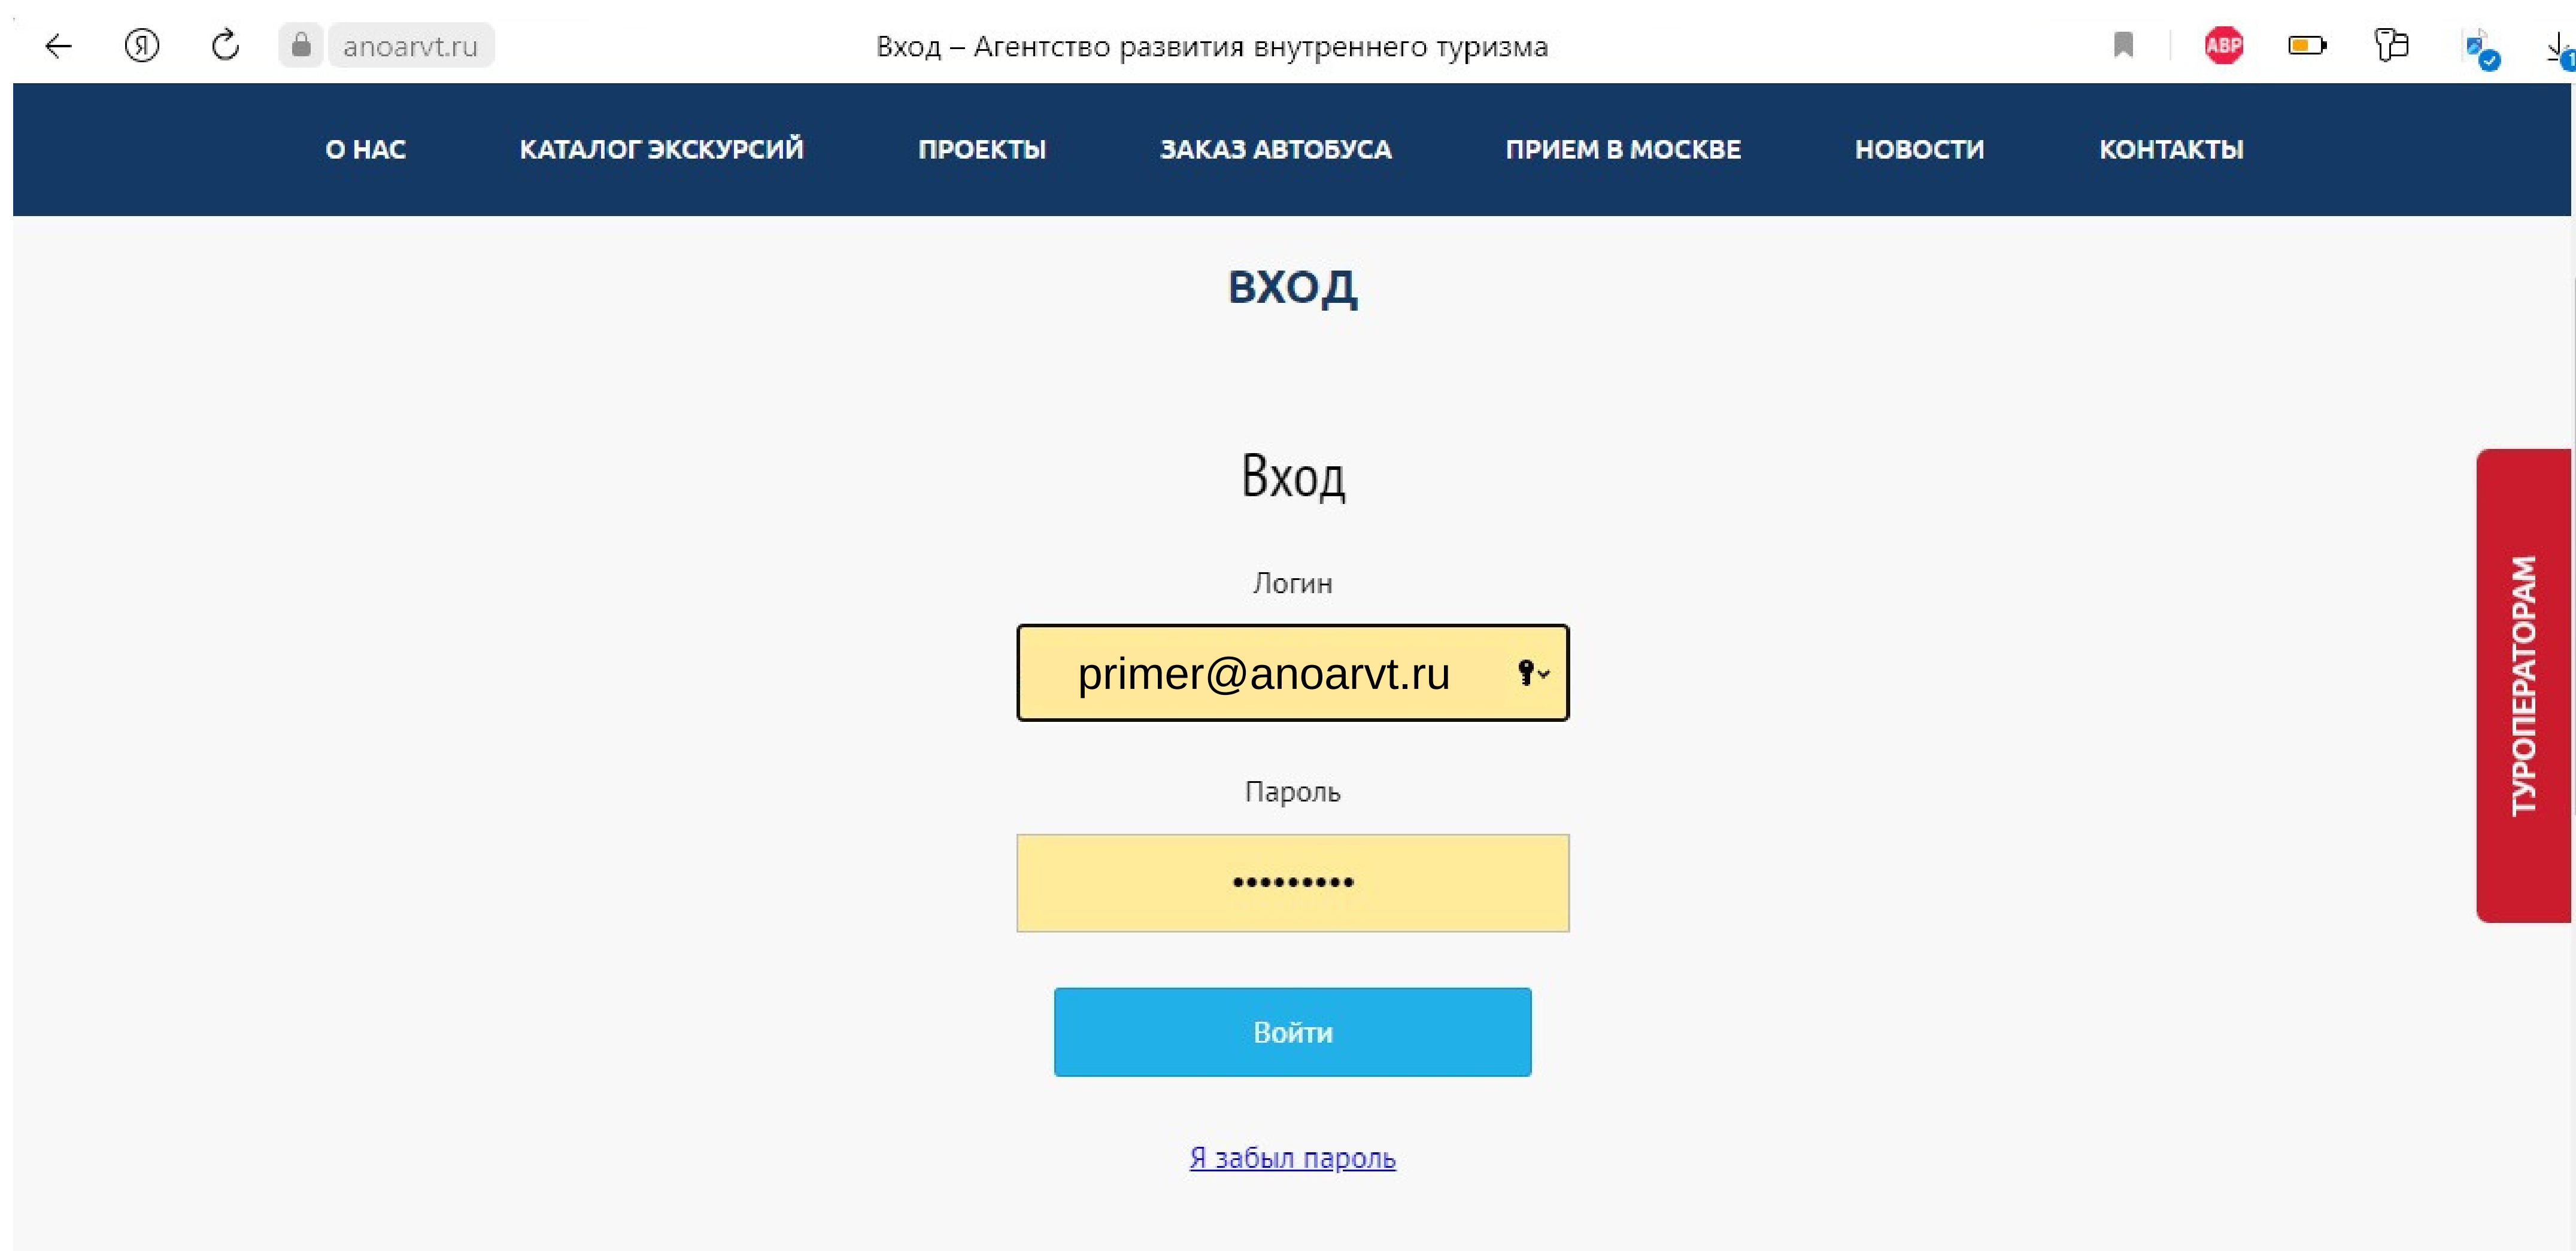 Я anoarvt.ru Вход – Агентство развития внутреннего туризма ABP 1
О НАС КАТАЛОГ ЭКСКУРСИЙ ПРОЕКТЫ ЗАКАЗ АВТОБУСА ПРИЕМ В МОСКВЕ НОВОСТИ КОНТАКТЫ
ВХОД
Вход
Логин
primer@anoarvt.ru
ТУРОПЕРАТОРАМ
Пароль
•••••••••
Войти
Я забыл пароль